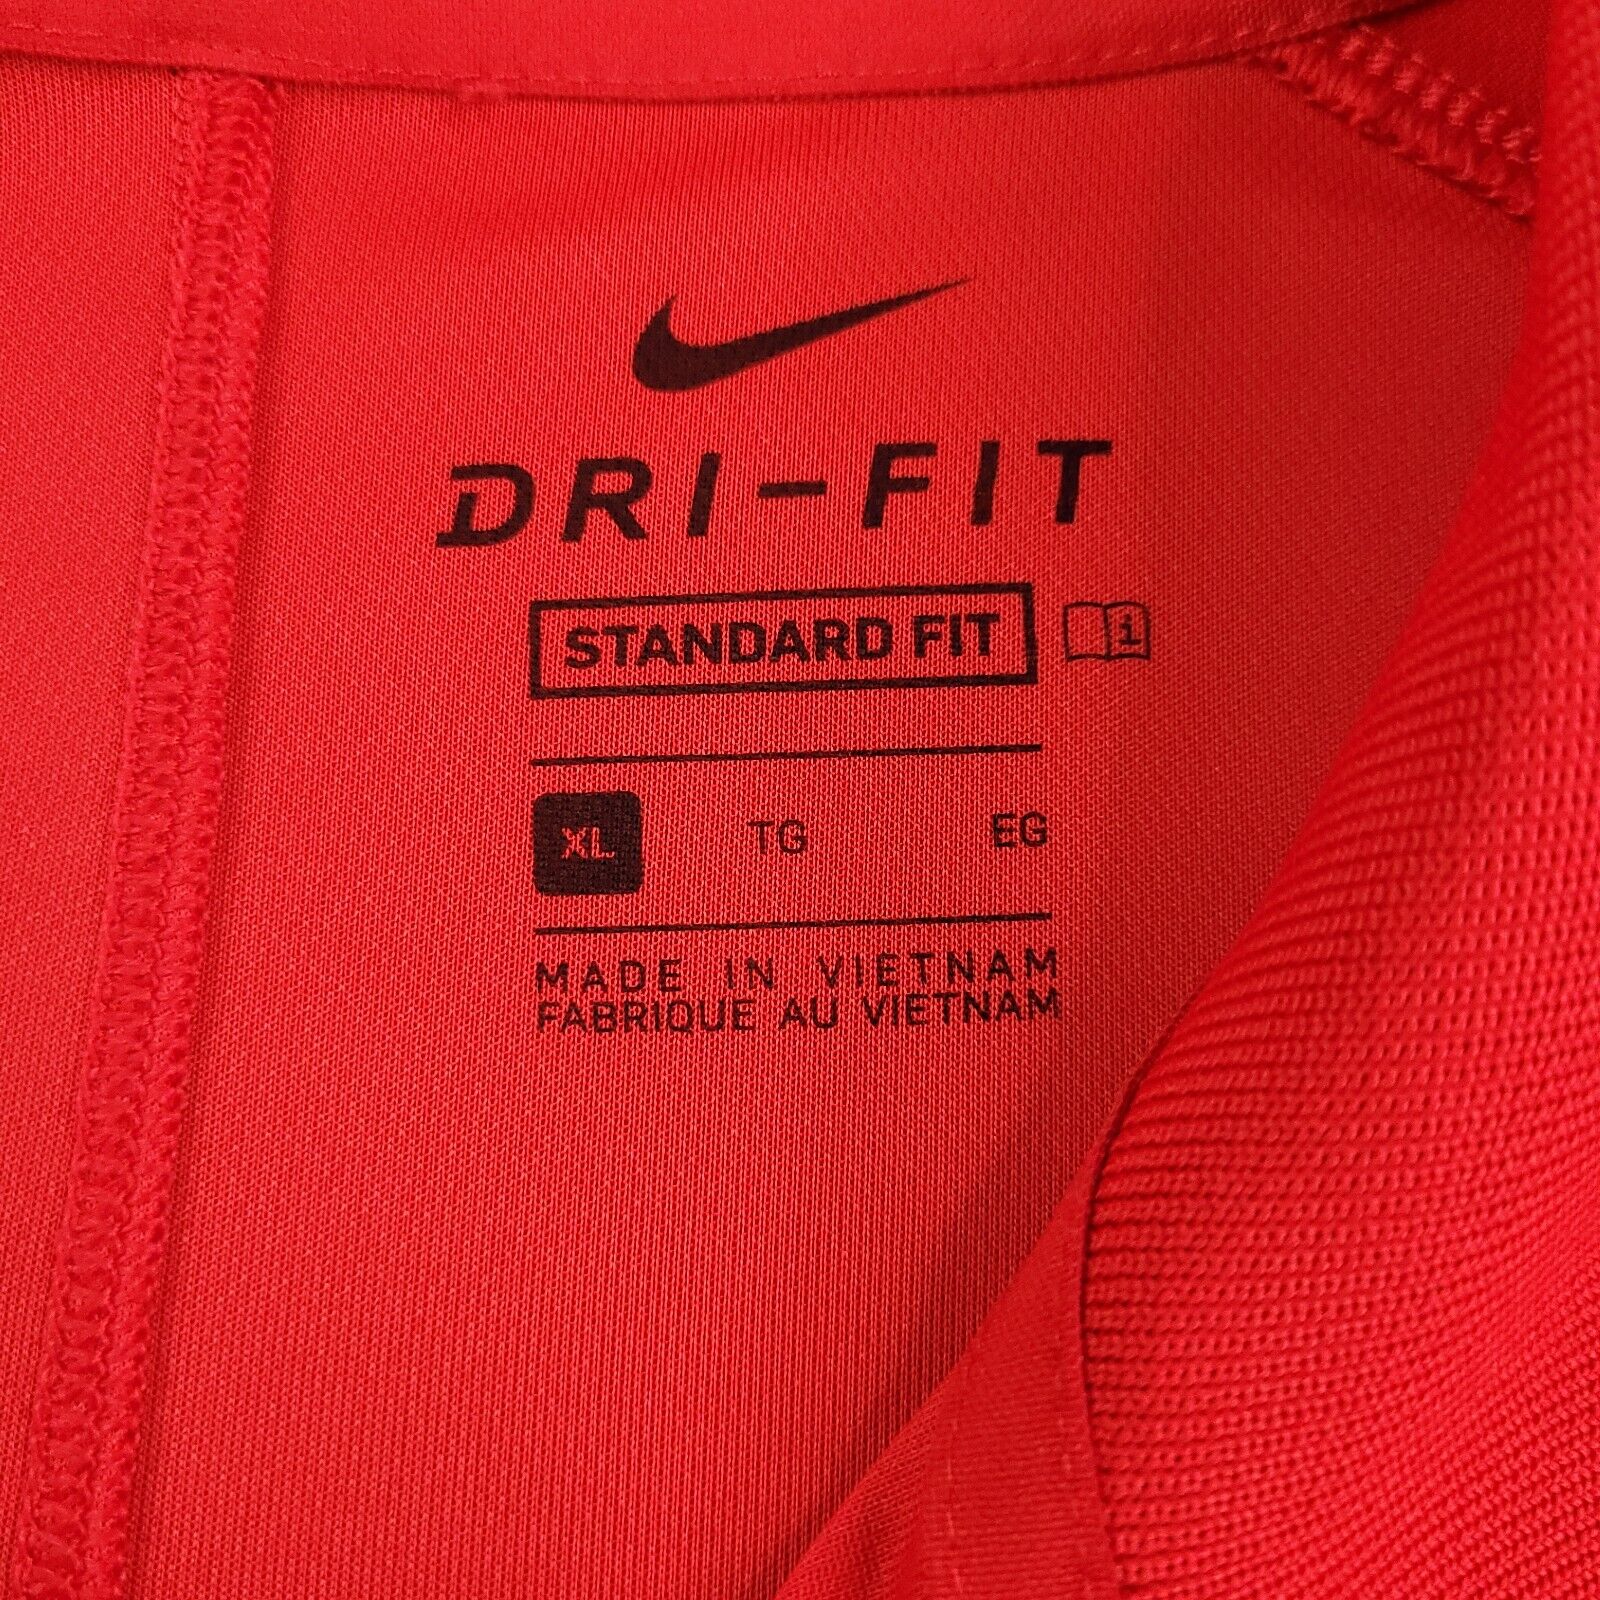 DRI-FIT
STANDARD FIT i
XL TG EG
MADE IN VIETNAM
FABRIQUE AU VIETNAM